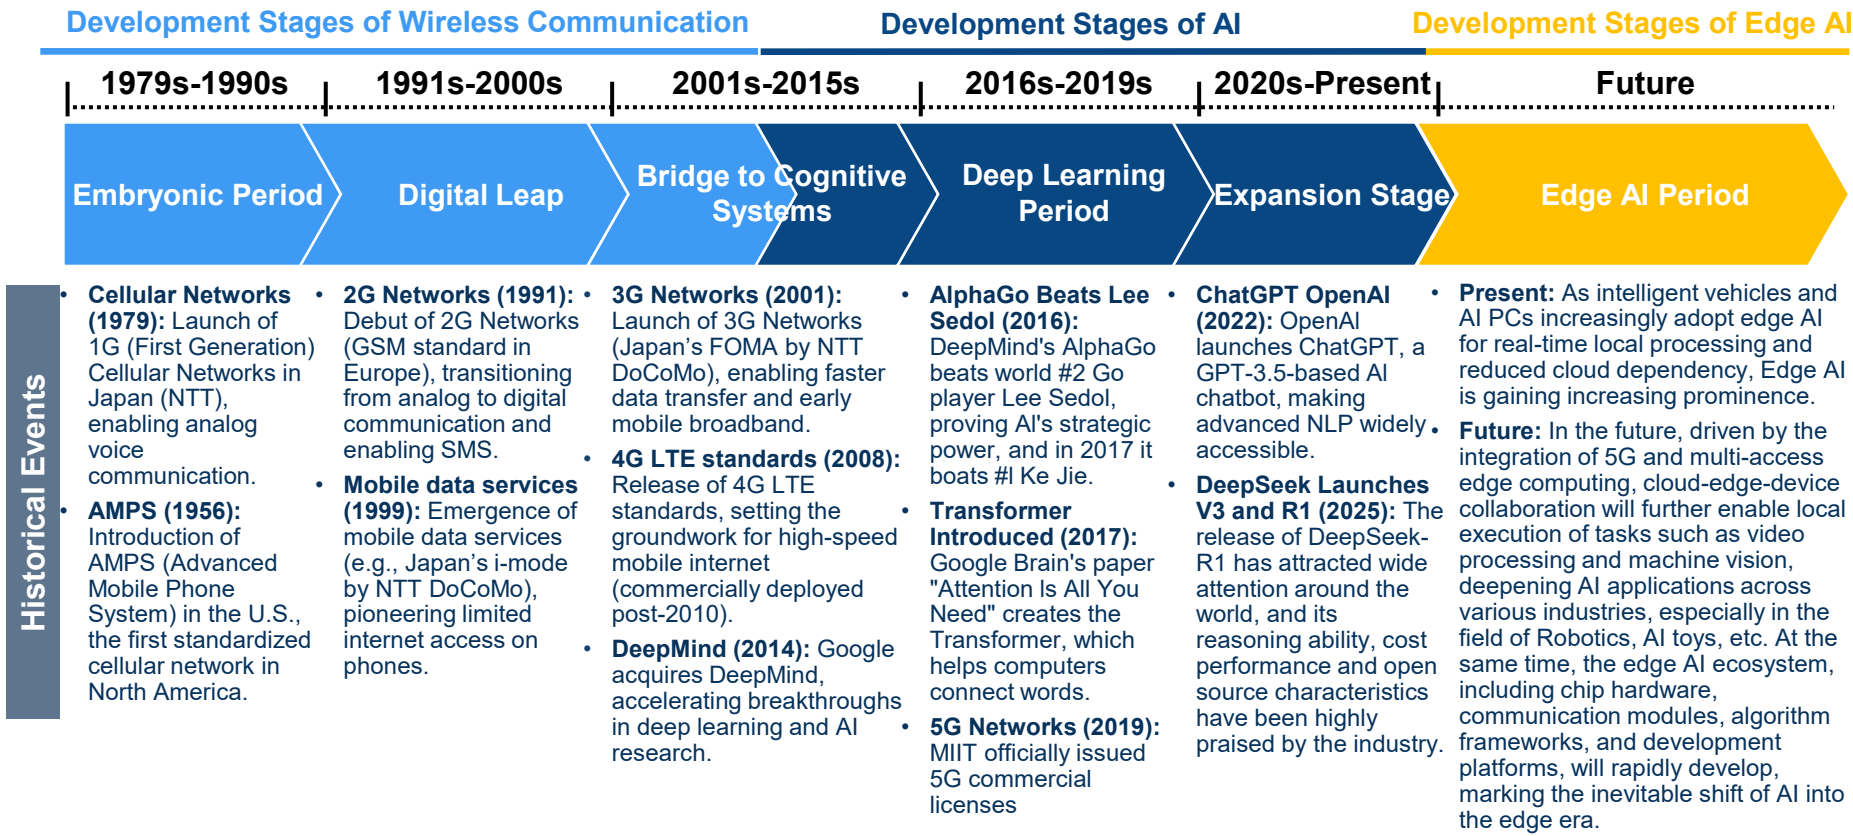 Development Stages of Wireless Communication
Development Stages of AI
Development Stages of Edge AI
1979s-1990s
1991s-2000s
2001s-2015s
2016s-2019s
2020s-Present
Future
Embryonic Period
Digital Leap
Bridge to Cognitive
Systems
Deep Learning
Period
Expansion Stage
Edge AI Period
Historical Events
• Cellular Networks
(1979): Launch of
1G (First Generation)
Cellular Networks in
Japan (NTT),
enabling analog
voice
communication.
• AMPS (1956):
Introduction of
AMPS (Advanced
Mobile Phone
System) in the U.S.,
the first standardized
cellular network in
North America.
• 2G Networks (1991):
Debut of 2G Networks
(GSM standard in
Europe), transitioning
from analog to digital
communication and
enabling SMS.
• Mobile data services
(1999): Emergence of
mobile data services
(e.g., Japan's i-mode
by NTT DoCoMo),
pioneering limited
internet access on
phones.
• 3G Networks (2001):
Launch of 3G Networks
(Japan's FOMA by NTT
DoCoMo), enabling faster
data transfer and early
mobile broadband.
• 4G LTE standards (2008):
Release of 4G LTE
standards, setting the
groundwork for high-speed
mobile internet
(commercially deployed
post-2010).
• DeepMind (2014): Google
acquires DeepMind,
accelerating breakthroughs
in deep learning and AI
research.
• AlphaGo Beats Lee
Sedol (2016):
DeepMind's AlphaGo
beats world #2 Go
player Lee Sedol,
proving AI's strategic
power, and in 2017 it
boats #l Ke Jie.
• Transformer
Introduced (2017):
Google Brain's paper
"Attention Is All You
Need" creates the
Transformer, which
helps computers
connect words.
• 5G Networks (2019):
MIIT officially issued
5G commercial
licenses
• ChatGPT OpenAI
(2022): OpenAI
launches ChatGPT, a
GPT-3.5-based AI
chatbot, making
advanced NLP widely
accessible.
• DeepSeek Launches
V3 and R1 (2025): The
release of DeepSeek-
R1 has attracted wide
attention around the
world, and its
reasoning ability, cost
performance and open
source characteristics
have been highly
praised by the industry.
• Present: As intelligent vehicles and
AI PCs increasingly adopt edge AI
for real-time local processing and
reduced cloud dependency, Edge AI
is gaining increasing prominence.
• Future: In the future, driven by the
integration of 5G and multi-access
edge computing, cloud-edge-device
collaboration will further enable local
execution of tasks such as video
processing and machine vision,
deepening AI applications across
various industries, especially in the
field of Robotics, AI toys, etc. At the
same time, the edge AI ecosystem,
including chip hardware,
communication modules, algorithm
frameworks, and development
platforms, will rapidly develop,
marking the inevitable shift of AI into
the edge era.